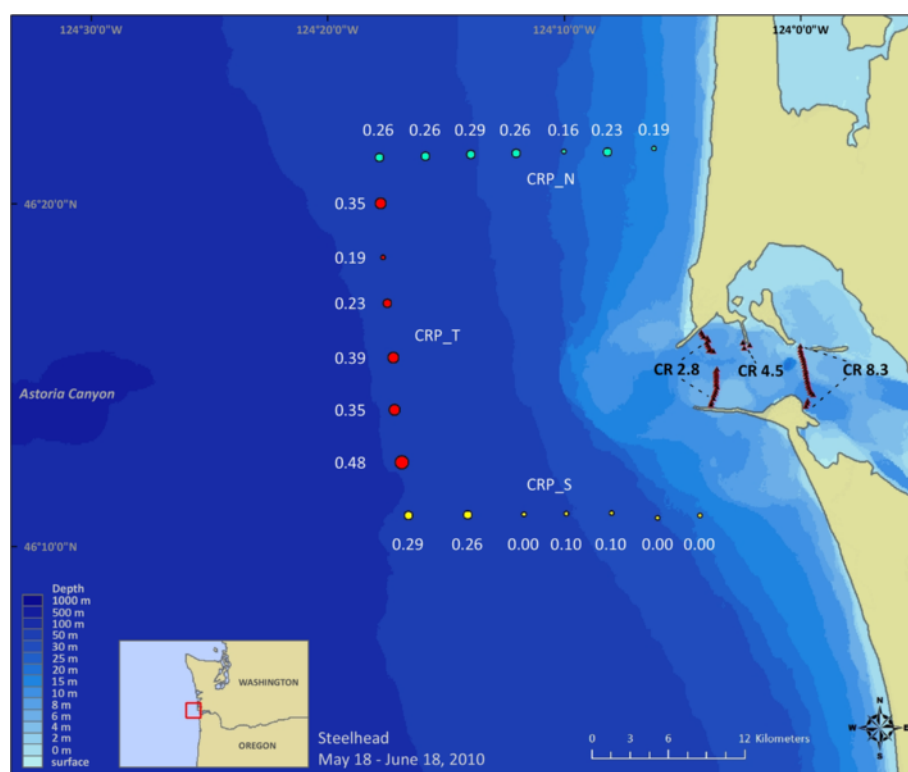 124°30'0"W 124°20'0"W 124°10'0"W 124°0'0"W
0.26 0.26 0.29 0.26 0.16 0.23 0.19
CRP_N
46°20'0"N
0.35
0.19
0.23
CRP_T
0.39
CR 2.8 CR 4.5 CR 8.3
Astoria Canyon
0.35
0.48
CRP_S
46°10'0"N
0.29 0.26 0.00 0.10 0.10 0.00 0.00
Depth
1000 m
500 m
100 m
50 m
30 m
25 m
20 m
15 m
10 m
8 m
6 m
4 m
2 m
0 m
surface
WASHINGTON
OREGON
Steelhead
May 18 - June 18, 2010
0 2 4 8 12 Kilometers
N
W E
S